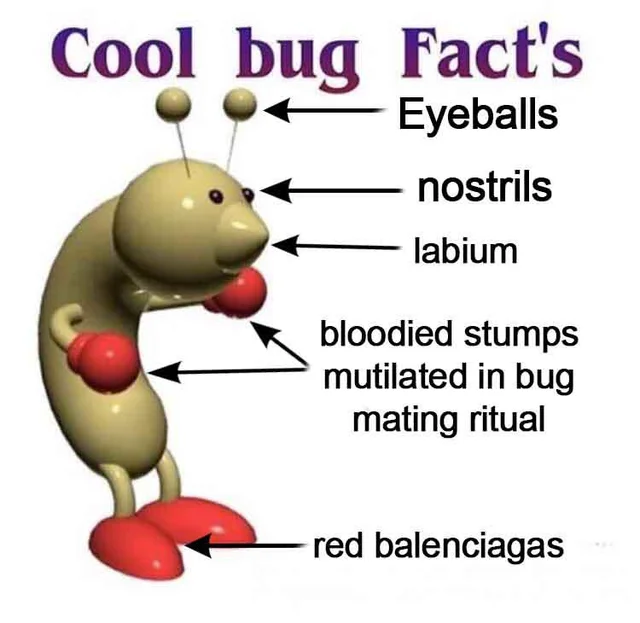 Cool bug Fact's
Eyeballs
nostrils
labium
bloodied stumps
mutilated in bug
mating ritual
red balenciagas